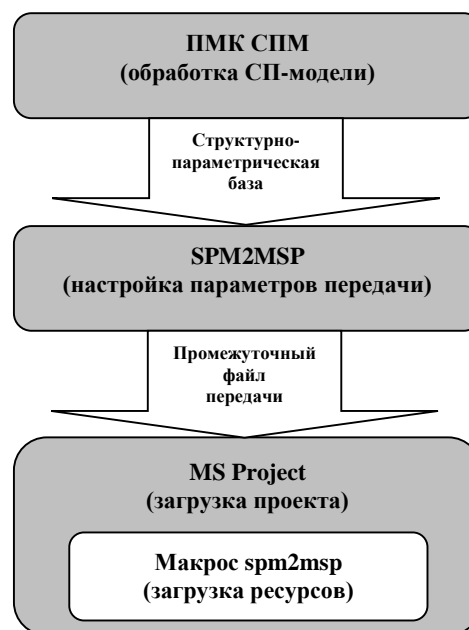 ПМК СПМ
(обработка СП-модели)
Структурно-
параметрическая
база
SPM2MSP
(настройка параметров передачи)
Промежуточный
файл
передачи
MS Project
(загрузка проекта)
Макрос spm2msp
(загрузка ресурсов)